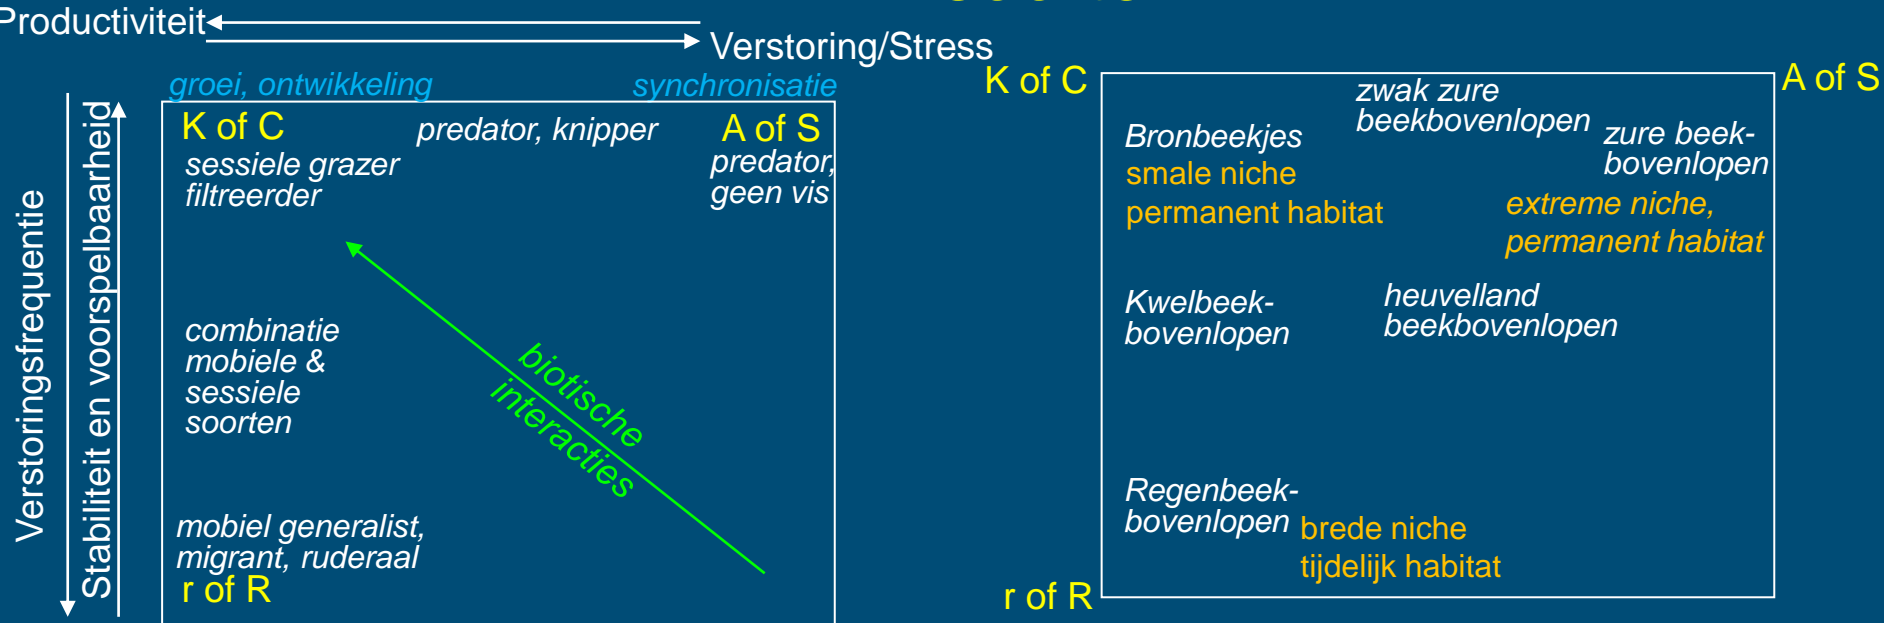 Productiviteit
Verstoring/Stress
Verstoringsfrequentie
Stabiliteit en voorspelbaarheid
groei, ontwikkeling
synchronisatie
K of C
predator, knipper
A of S
sessiele grazer
filtreerder
predator,
geen vis
combinatie
mobiele &
sessiele
soorten
biotische
interacties
mobiel generalist,
migrant, ruderaal
r of R
K of C
A of S
zwak zure
beekbovenlopen
Bronbeekjes
zure beek-
bovenlopen
smale niche
permanent habitat
extreme niche,
permanent habitat
Kwelbeek-
bovenlopen
heuvelland
beekbovenlopen
Regenbeek-
bovenlopen
brede niche
tijdelijk habitat
r of R